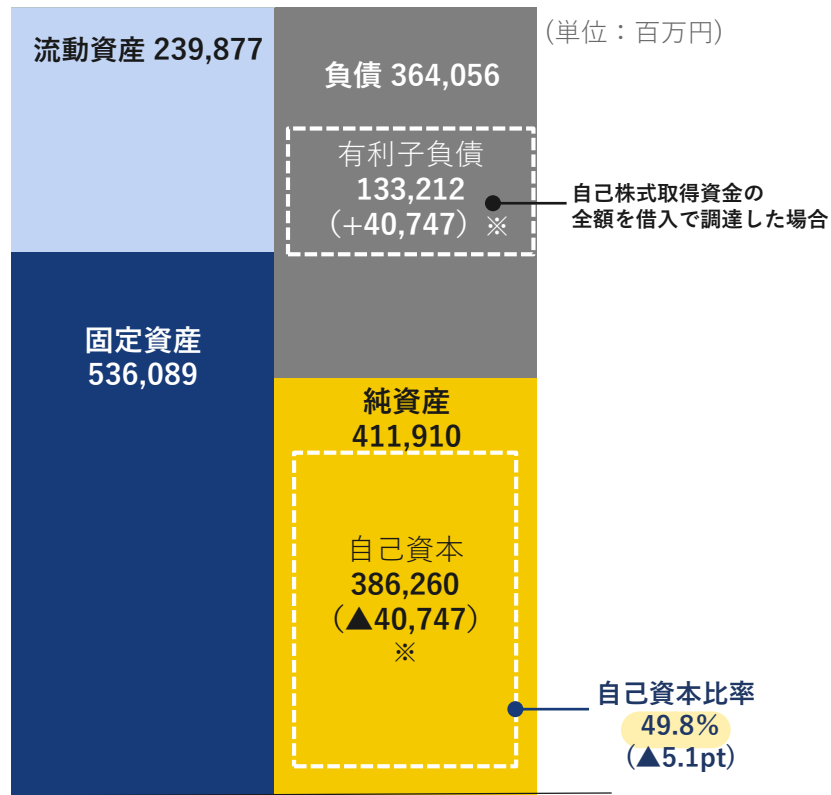 (単位：百万円)
流動資産 239,877
負債 364,056
有利子負債
133,212
(+40,747) ※
自己株式取得資金の
全額を借入で調達した場合
固定資産
536,089
純資産
411,910
自己資本
386,260
(▲40,747)
※
自己資本比率
49.8%
(▲5.1pt)